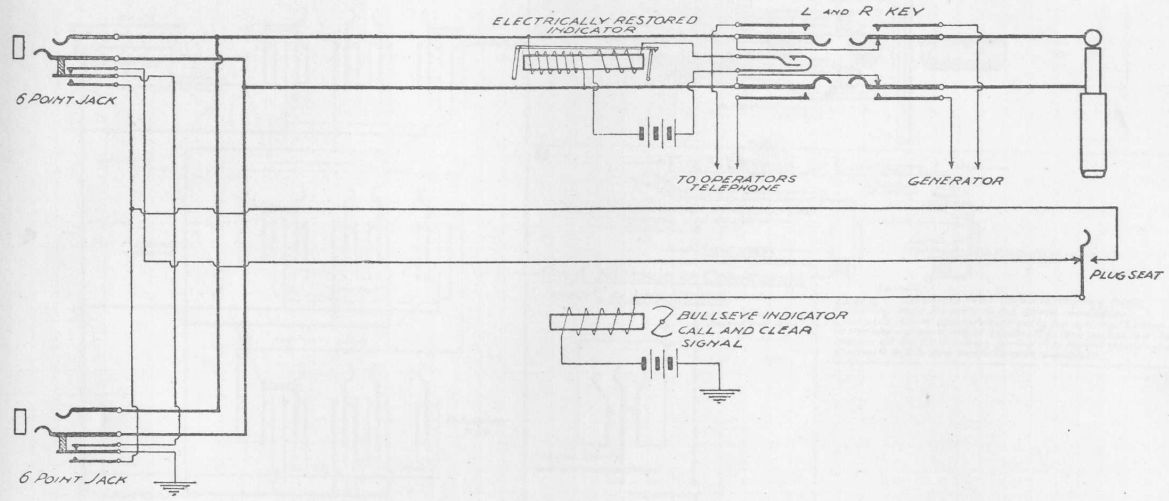 ELECTRICALLY RESTORED
INDICATOR
L AND R KEY
6 POINT JACK
TO OPERATORS
TELEPHONE
GENERATOR
PLUG SEAT
BULLSEYE INDICATOR
CALL AND CLEAR
SIGNAL
6 POINT JACK